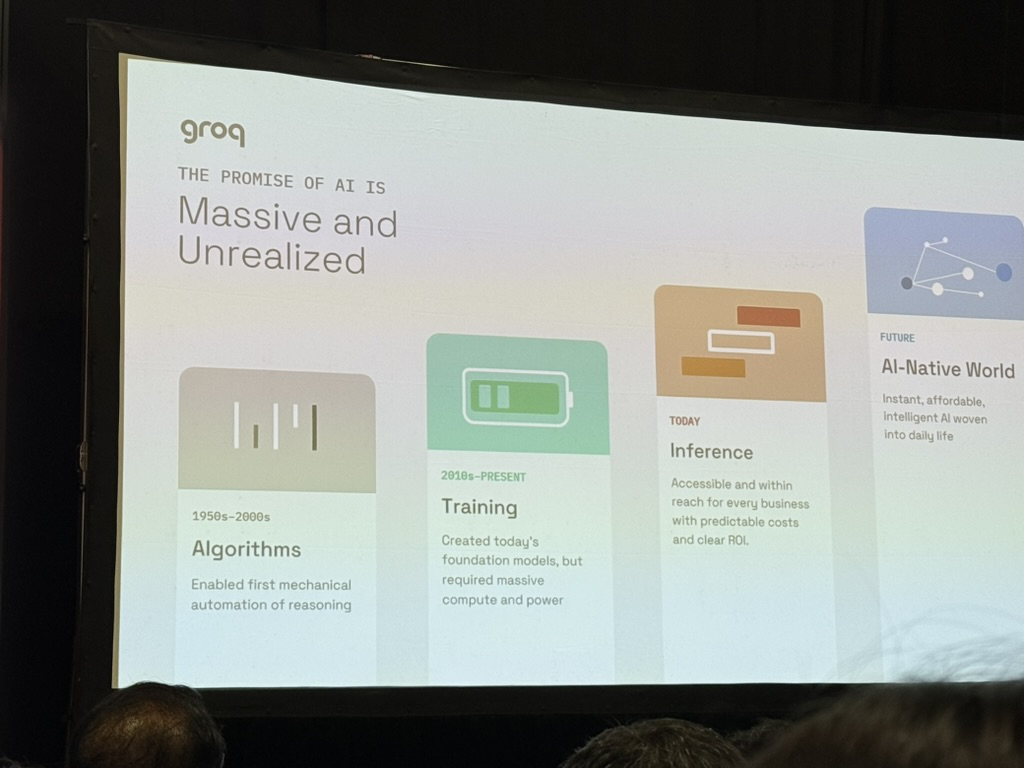 groq
THE PROMISE OF AI IS
Massive and
Unrealized
1950s–2000s
Algorithms
Enabled first mechanical
automation of reasoning
2010s–PRESENT
Training
Created today's
foundation models, but
required massive
compute and power
TODAY
Inference
Accessible and within
reach for every business
with predictable costs
and clear ROI.
FUTURE
AI-Native World
Instant, affordable,
intelligent AI woven
into daily life